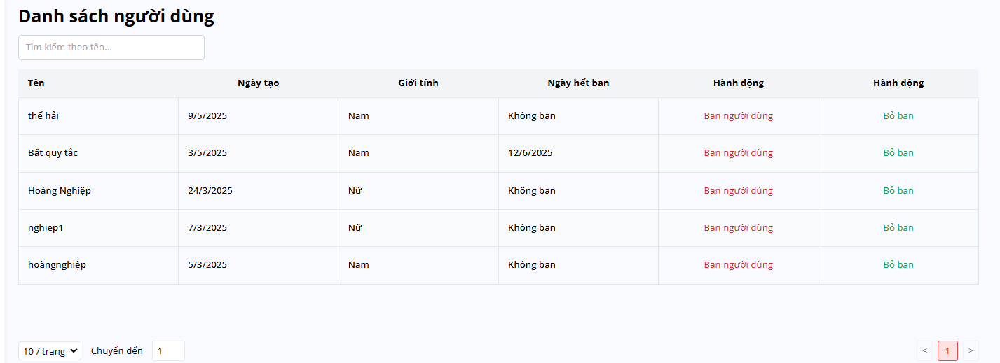 Danh sách người dùng
Tìm kiếm theo tên...
Tên Ngày tạo Giới tính Ngày hết ban Hành động Hành động
thế hải 9/5/2025 Nam Không ban Ban người dùng Bỏ ban
Bất quy tắc 3/5/2025 Nam 12/6/2025 Ban người dùng Bỏ ban
Hoàng Nghiệp 24/3/2025 Nữ Không ban Ban người dùng Bỏ ban
nghiep1 7/3/2025 Nữ Không ban Ban người dùng Bỏ ban
hoàngnghiệp 5/3/2025 Nam Không ban Ban người dùng Bỏ ban
10 / trang Chuyển đến 1 < 1 >